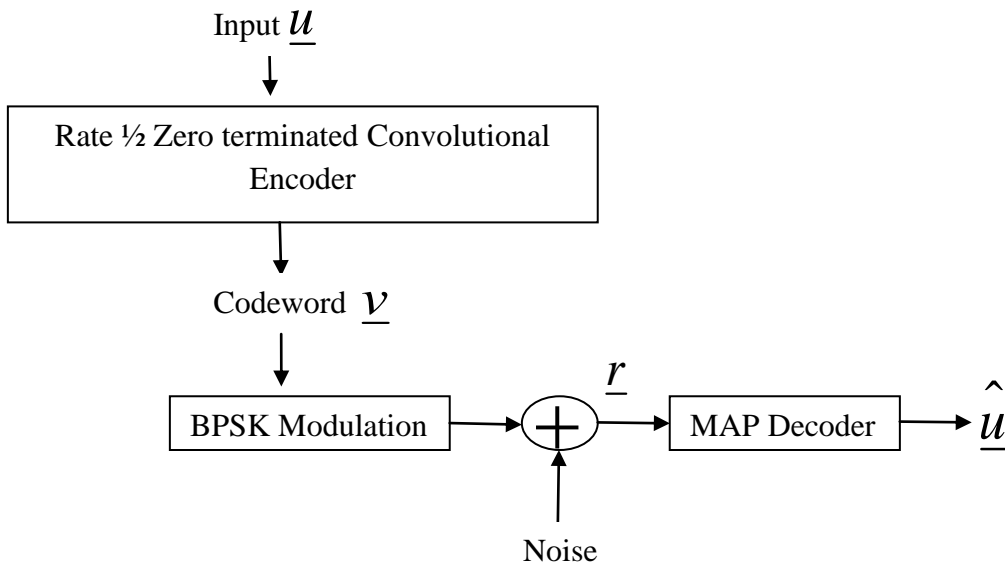 Input u
Rate ½ Zero terminated Convolutional
Encoder
Codeword v
BPSK Modulation
+
r
MAP Decoder
û
Noise